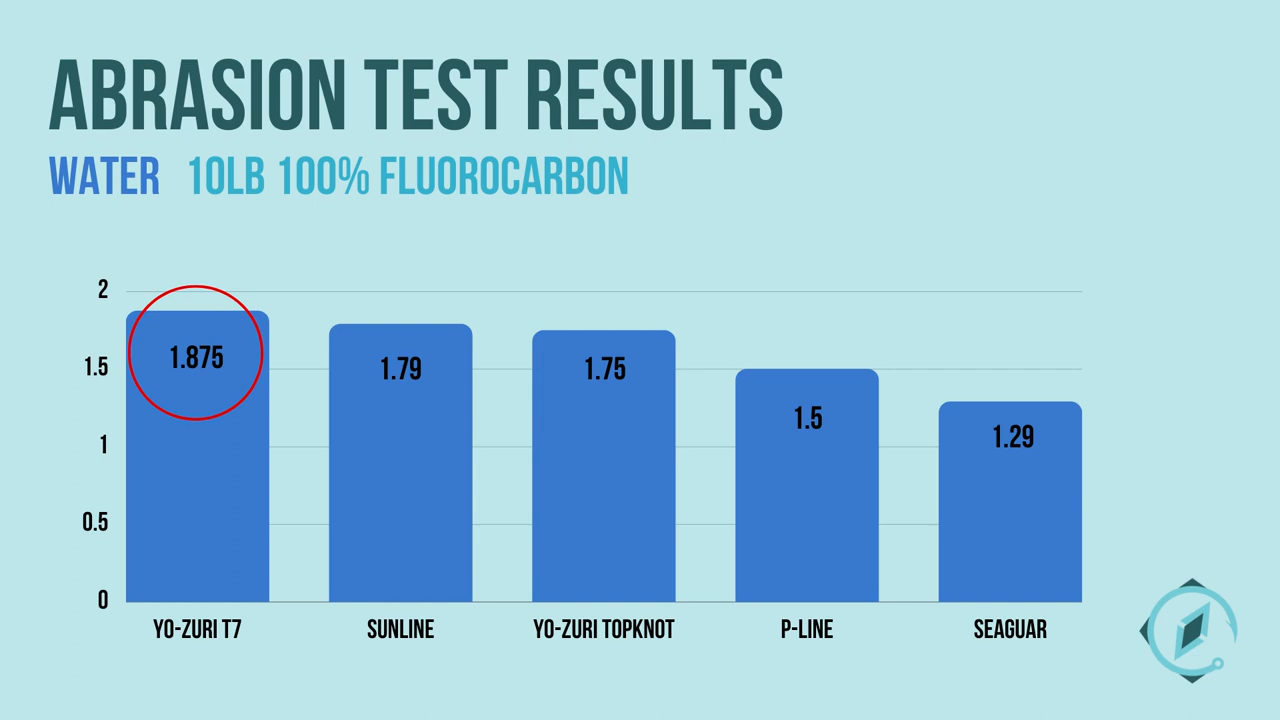 ABRASION TEST RESULTS
WATER 10LB 100% FLUOROCARBON
2
1.5
1
0.5
0
1.875
1.79
1.75
1.5
1.29
YO-ZURI T7
SUNLINE
YO-ZURI TOPKNOT
P-LINE
SEAGUAR